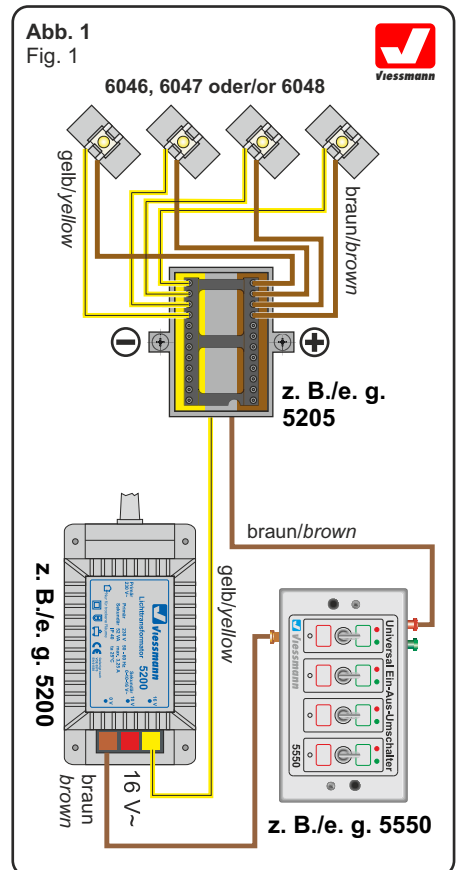 Abb. 1
Fig. 1
Viessmann
6046, 6047 oder/or 6048
gelb/yellow
braun/brown
z. B./e. g.
5205
braun/brown
gelb/yellow
z. B./e. g. 5200
Viessmann
Lichttransformator
5200
16 V~
braun
brown
Viessmann
Universal Ein-Aus-Umschalter
5550
z. B./e. g. 5550